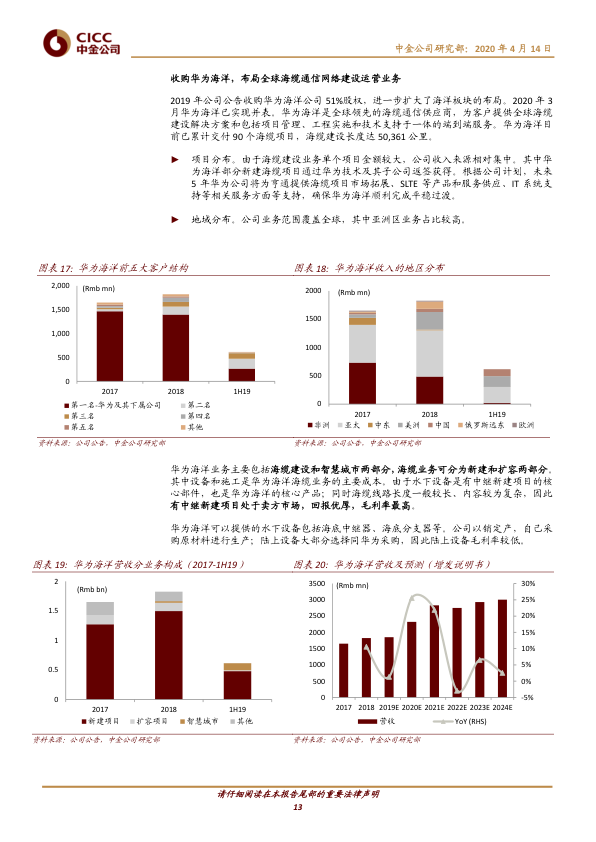 CICC
中金公司
中金公司研究部：2020 年 4 月 14 日
收购华为海洋，布局全球海缆通信网络建设运营业务
2019 年公司公告收购华为海洋公司 51%股权，进一步扩大了海洋板块的布局。2020 年 3
月华为海洋已实现并表。华为海洋是全球领先的海缆通信供应商，为客户提供全球海缆
建设解决方案和包括项目管理、工程实施和技术支持于一体的端到端服务。华为海洋目
前已累计交付 90 个海缆项目，海缆建设长度达 50,361 公里。
► 项目分布。由于海缆建设业务单个项目金额较大，公司收入来源相对集中。其中华
为海洋部分新建海缆项目通过华为技术及其子公司返签获得。根据公司计划，未来
5 年华为公司将为亨通提供海缆项目市场拓展、SLTE 等产品和服务供应、IT 系统支
持等相关服务方面等支持，确保华为海洋顺利完成平稳过渡。
► 地域分布。公司业务范围覆盖全球，其中亚洲区业务占比较高。
图表 17: 华为海洋前五大客户结构
(Rmb mn)
2,000
1,500
1,000
500
0
2017 2018 1H19
第一名-华为及其下属公司 第二名
第三名 第四名
第五名 其他
资料来源：公司公告，中金公司研究部
图表 18: 华为海洋收入的地区分布
(Rmb mn)
2000
1500
1000
500
0
2017 2018 1H19
非洲 亚太 中东 美洲 中国 俄罗斯远东 欧洲
资料来源：公司公告，中金公司研究部
华为海洋业务主要包括海缆建设和智慧城市两部分，海缆业务可分为新建和扩容两部分。
其中设备和施工是华为海洋海缆业务的主要成本。由于水下设备是有中继新建项目的核
心部件，也是华为海洋的核心产品；同时海缆线路长度一般较长、内容较为复杂，因此
有中继新建项目处于卖方市场，回报优厚，毛利率最高。
华为海洋可以提供的水下设备包括海底中继器、海底分支器等。公司以销定产，自己采
购原材料进行生产；陆上设备大部分选择同华为采购，因此陆上设备毛利率较低。
图表 19: 华为海洋营收分业务构成（2017-1H19）
(Rmb bn)
2
1.5
1
0.5
0
2017 2018 1H19
新建项目 扩容项目 智慧城市 其他
资料来源：公司公告，中金公司研究部
图表 20: 华为海洋营收及预测（增发说明书）
(Rmb mn)
3500
3000
2500
2000
1500
1000
500
0
30%
25%
20%
15%
10%
5%
0%
-5%
2017 2018 2019E 2020E 2021E 2022E 2023E 2024E
营收 YoY (RHS)
资料来源：公司公告，中金公司研究部
请仔细阅读在本报告尾部的重要法律声明
13